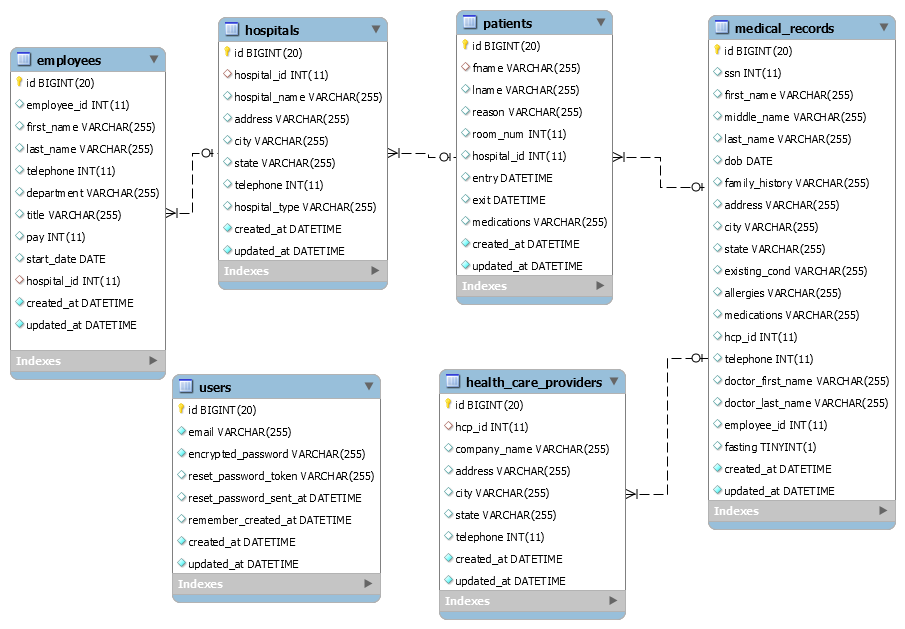 employees
id BIGINT(20)
employee_id INT(11)
first_name VARCHAR(255)
last_name VARCHAR(255)
telephone INT(11)
department VARCHAR(255)
title VARCHAR(255)
pay INT(11)
start_date DATE
hospital_id INT(11)
created_at DATETIME
updated_at DATETIME
Indexes
hospitals
id BIGINT(20)
hospital_id INT(11)
hospital_name VARCHAR(255)
address VARCHAR(255)
city VARCHAR(255)
state VARCHAR(255)
telephone INT(11)
hospital_type VARCHAR(255)
created_at DATETIME
updated_at DATETIME
Indexes
patients
id BIGINT(20)
fname VARCHAR(255)
lname VARCHAR(255)
reason VARCHAR(255)
room_num INT(11)
hospital_id INT(11)
entry DATETIME
exit DATETIME
medications VARCHAR(255)
created_at DATETIME
updated_at DATETIME
Indexes
medical_records
id BIGINT(20)
ssn INT(11)
first_name VARCHAR(255)
middle_name VARCHAR(255)
last_name VARCHAR(255)
dob DATE
family_history VARCHAR(255)
address VARCHAR(255)
city VARCHAR(255)
state VARCHAR(255)
existing_cond VARCHAR(255)
allergies VARCHAR(255)
medications VARCHAR(255)
hcp_id INT(11)
telephone INT(11)
doctor_first_name VARCHAR(255)
doctor_last_name VARCHAR(255)
employee_id INT(11)
fasting TINYINT(1)
created_at DATETIME
updated_at DATETIME
Indexes
users
id BIGINT(20)
email VARCHAR(255)
encrypted_password VARCHAR(255)
reset_password_token VARCHAR(255)
reset_password_sent_at DATETIME
remember_created_at DATETIME
created_at DATETIME
updated_at DATETIME
Indexes
health_care_providers
id BIGINT(20)
hcp_id INT(11)
company_name VARCHAR(255)
address VARCHAR(255)
city VARCHAR(255)
state VARCHAR(255)
telephone INT(11)
created_at DATETIME
updated_at DATETIME
Indexes